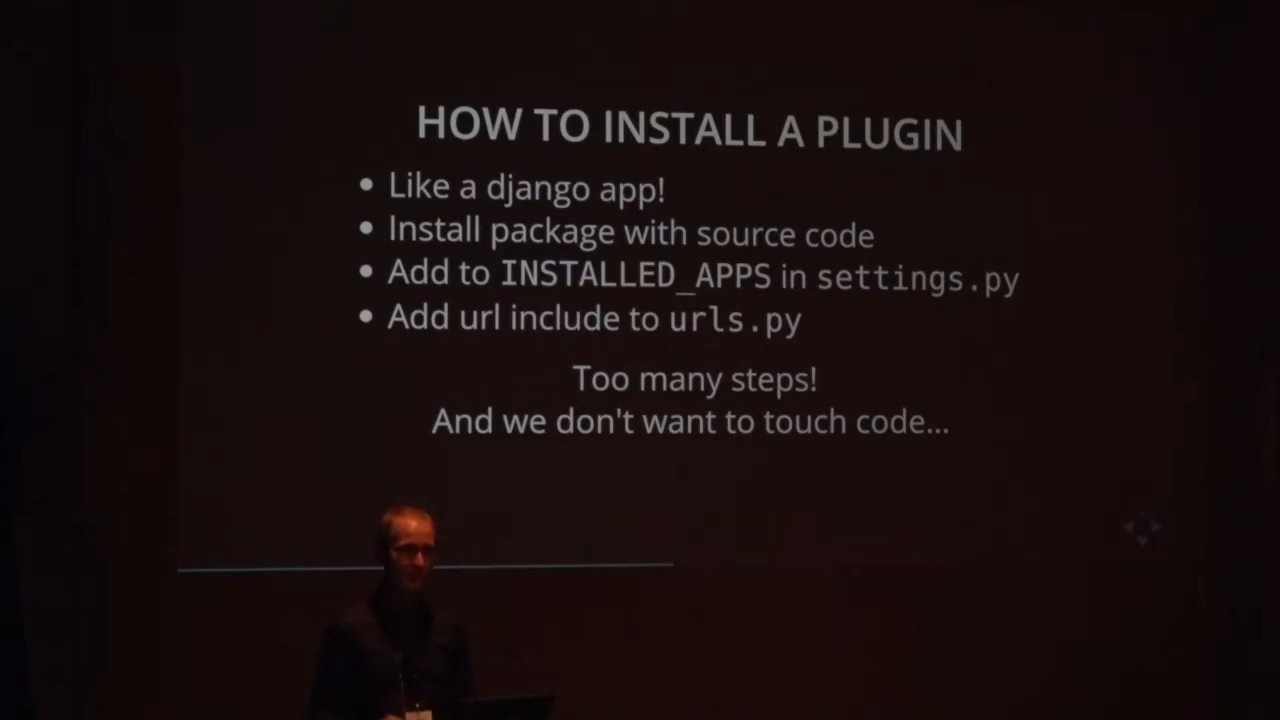 HOW TO INSTALL A PLUGIN
• Like a django app!
• Install package with source code
• Add to INSTALLED_APPS in settings.py
• Add url include to urls.py
Too many steps!
And we don't want to touch code...